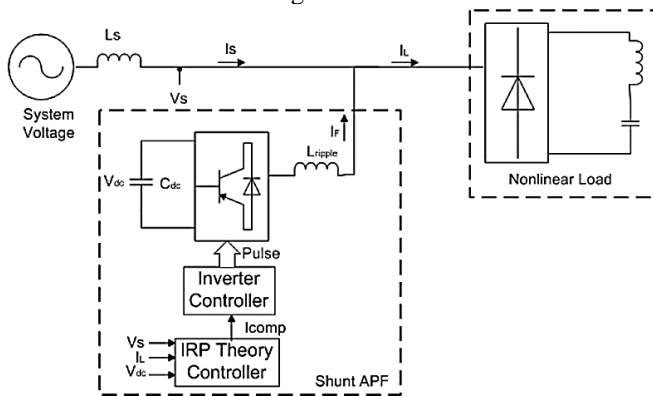 Ls
Is
IL
System
Voltage
Vs
IF
Lripple
Vdc
Cdc
Nonlinear Load
Pulse
Inverter
Controller
Icomp
Vs
IL
Vdc
IRP Theory
Controller
Shunt APF